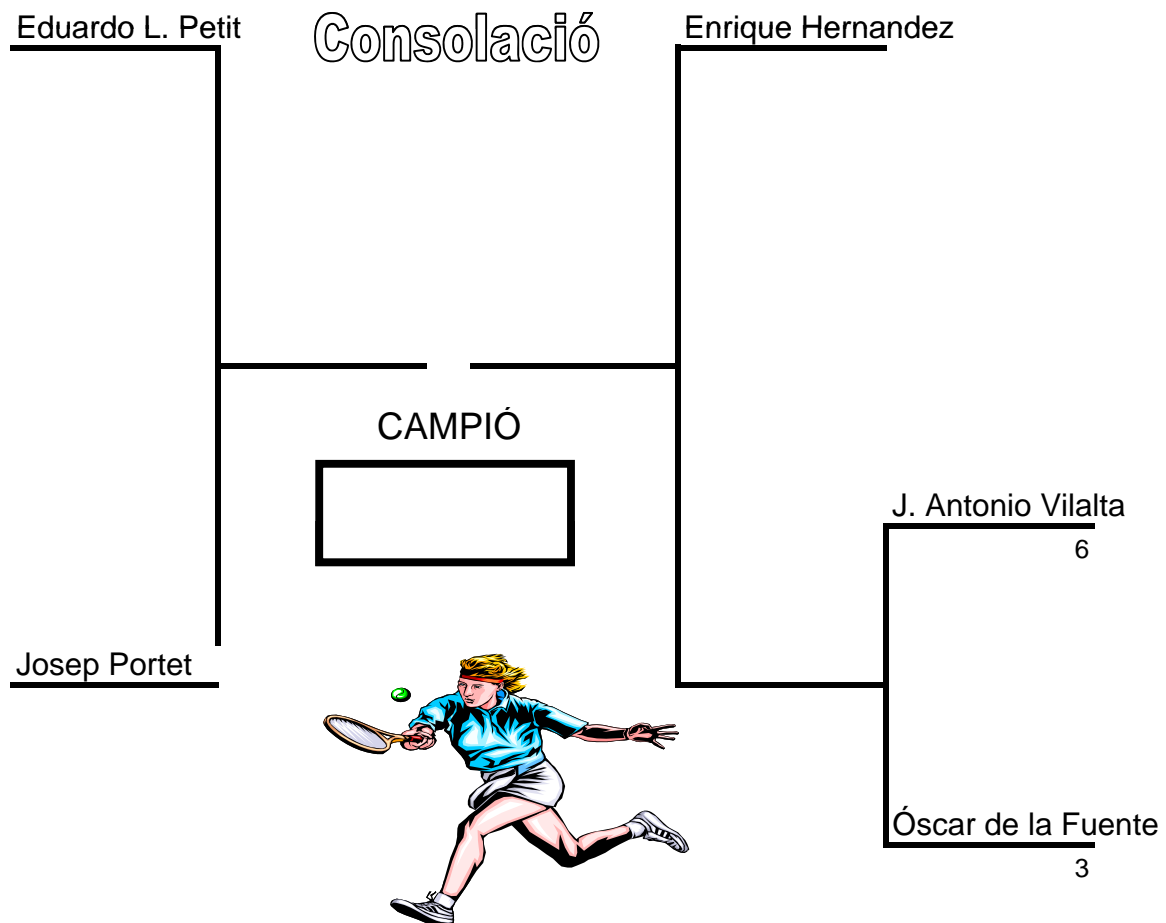 Eduardo L. Petit
Consolació
Enrique Hernandez
CAMPIÓ
J. Antonio Vilalta
6
Josep Portet
Óscar de la Fuente
3